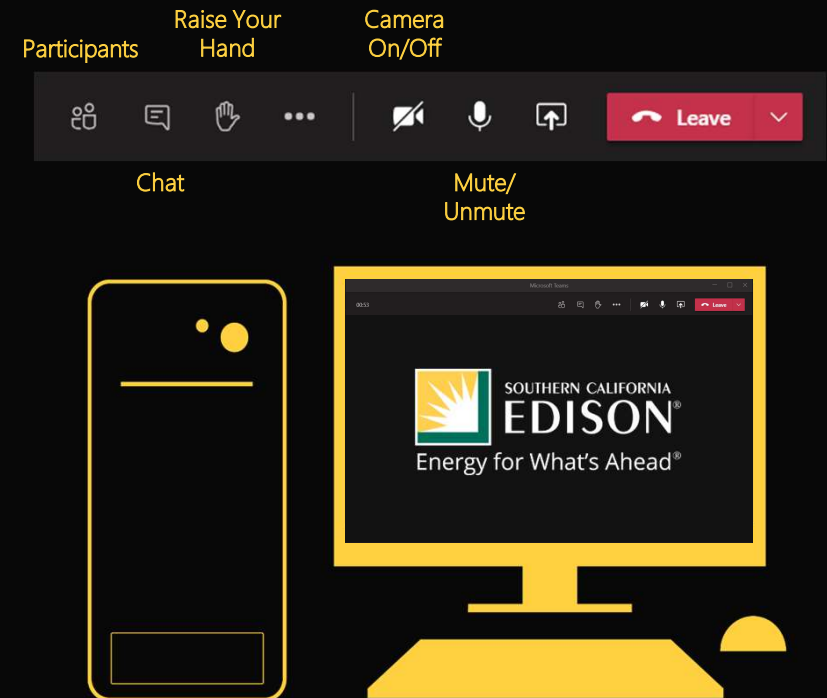 Raise Your
Hand
Camera
On/Off
Participants
Leave
Chat
Mute/
Unmute
Microsoft Teams
00:53
Leave
SOUTHERN CALIFORNIA
EDISON®
Energy for What's Ahead®